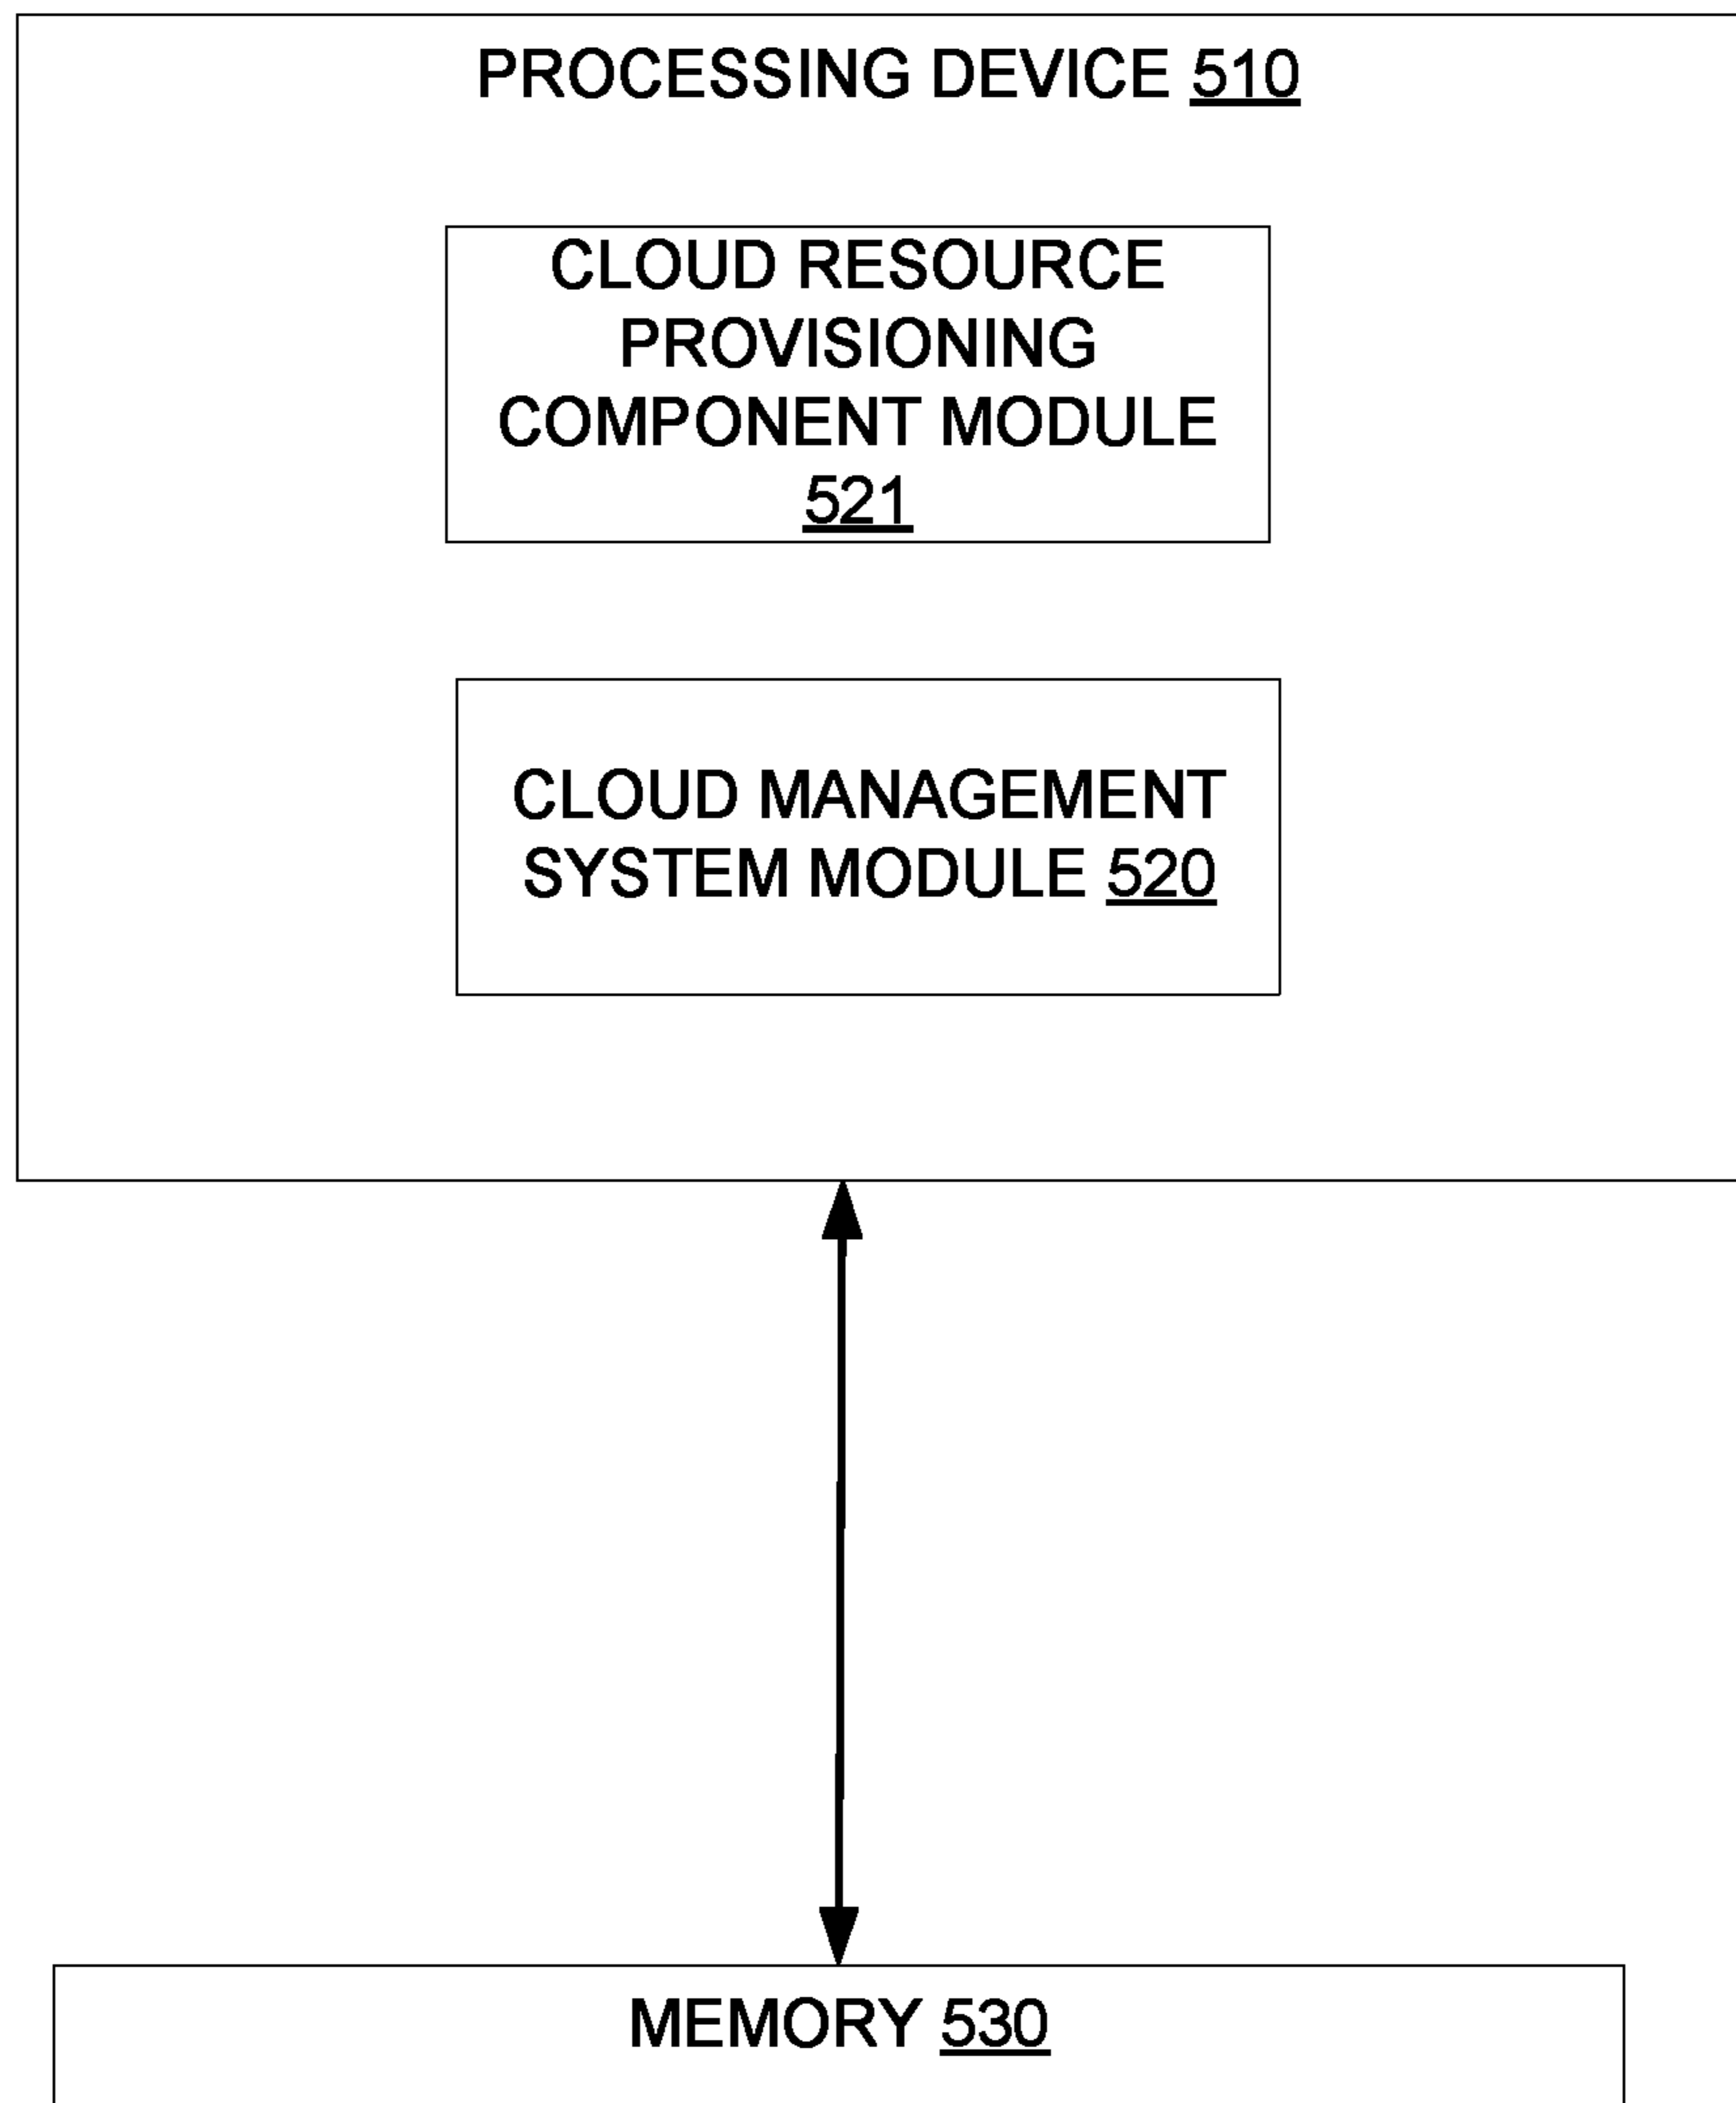 PROCESSING DEVICE 510
CLOUD RESOURCE
PROVISIONING
COMPONENT MODULE
521
CLOUD MANAGEMENT
SYSTEM MODULE 520
MEMORY 530